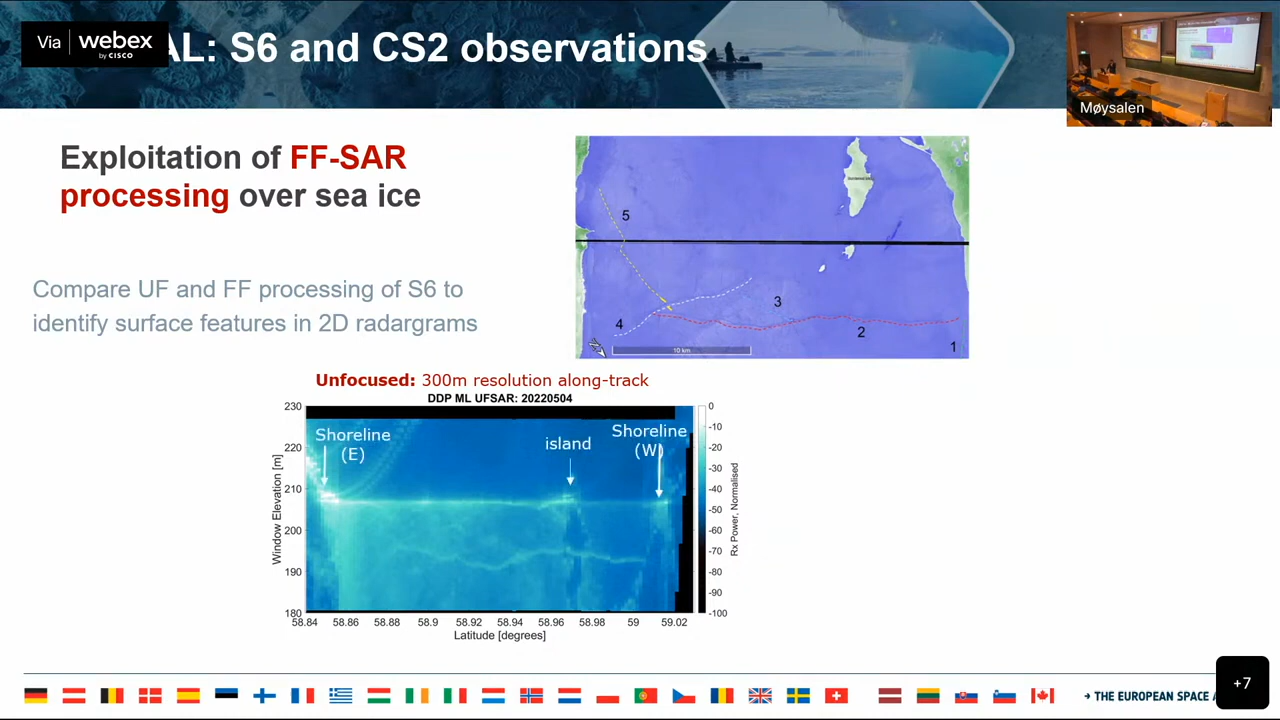 Via webex
by CISCO
AL: S6 and CS2 observations
Møysalen
Exploitation of FF-SAR
processing over sea ice
Compare UF and FF processing of S6 to
identify surface features in 2D radargrams
5
3
4
2
1
10 km
Unfocused: 300m resolution along-track
DDP ML UFSAR: 20220504
230
220
210
200
190
180
Window Elevation [m]
Shoreline
(E)
island
Shoreline
(W)
58.84 58.86 58.88 58.9 58.92 58.94 58.96 58.98 59 59.02
Latitude [degrees]
0
-10
-20
-30
-40
-50
-60
-70
-80
-90
-100
Rx Power, Normalised
→ THE EUROPEAN SPACE A
+7